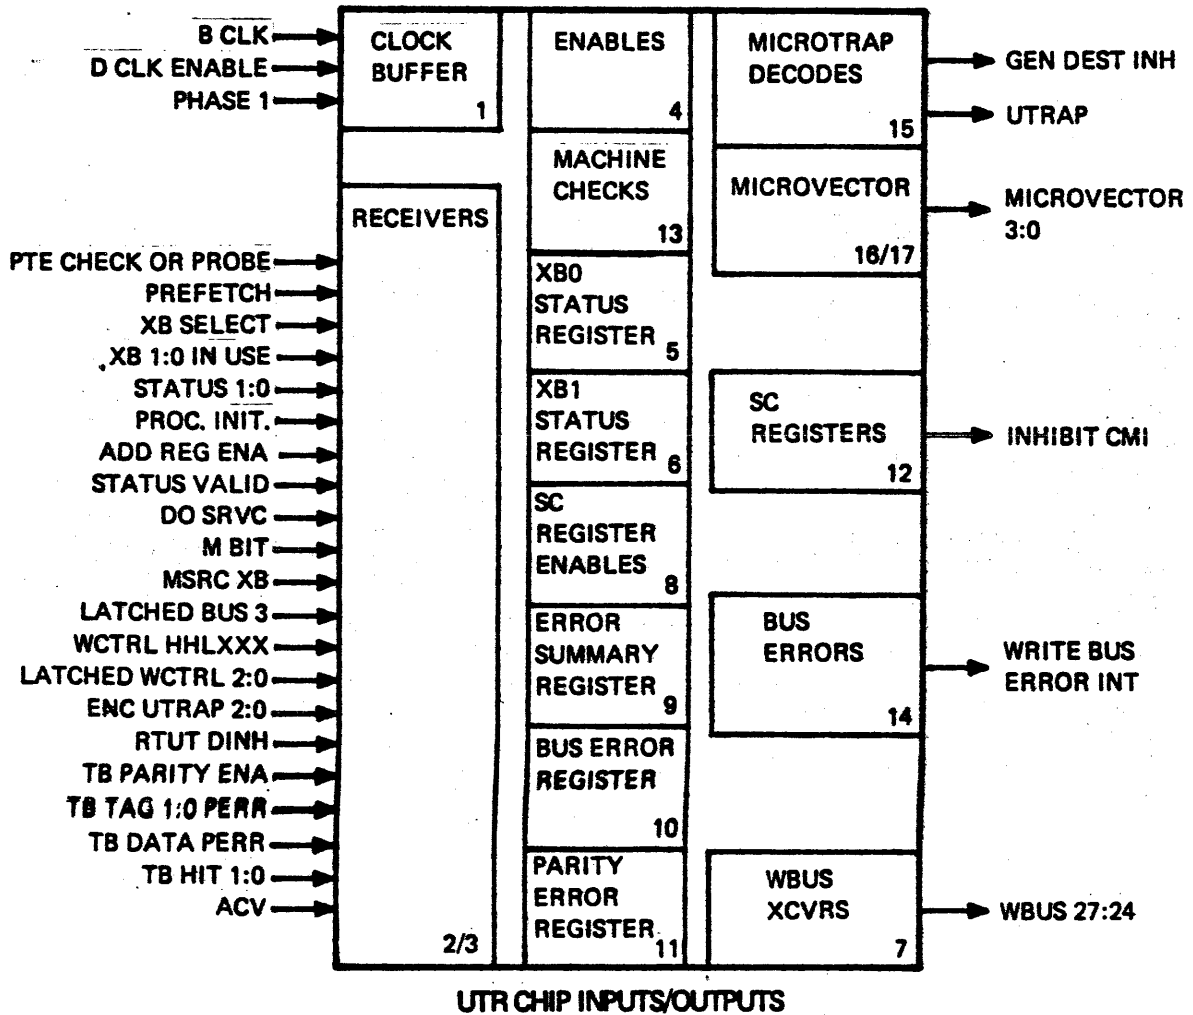 B CLK
D CLK ENABLE
PHASE 1
CLOCK
BUFFER
1
RECEIVERS
PTE CHECK OR PROBE
PREFETCH
XB SELECT
XB 1:0 IN USE
STATUS 1:0
PROC. INIT.
ADD REG ENA
STATUS VALID
DO SRVC
M BIT
MSRC XB
LATCHED BUS 3
WCTRL HHLXXX
LATCHED WCTRL 2:0
ENC UTRAP 2:0
RTUT DINH
TB PARITY ENA
TB TAG 1:0 PERR
TB DATA PERR
TB HIT 1:0
ACV
2/3
ENABLES
4
MACHINE
CHECKS
13
XB0
STATUS
REGISTER
5
XB1
STATUS
REGISTER
6
SC
REGISTER
ENABLES
8
ERROR
SUMMARY
REGISTER
9
BUS ERROR
REGISTER
10
PARITY
ERROR
REGISTER
11
MICROTRAP
DECODES
15
GEN DEST INH
UTRAP
MICROVECTOR
16/17
MICROVECTOR
3:0
SC
REGISTERS
12
INHIBIT CMI
BUS
ERRORS
14
WRITE BUS
ERROR INT
WBUS
XCVRS
7
WBUS 27:24
UTR CHIP INPUTS/OUTPUTS